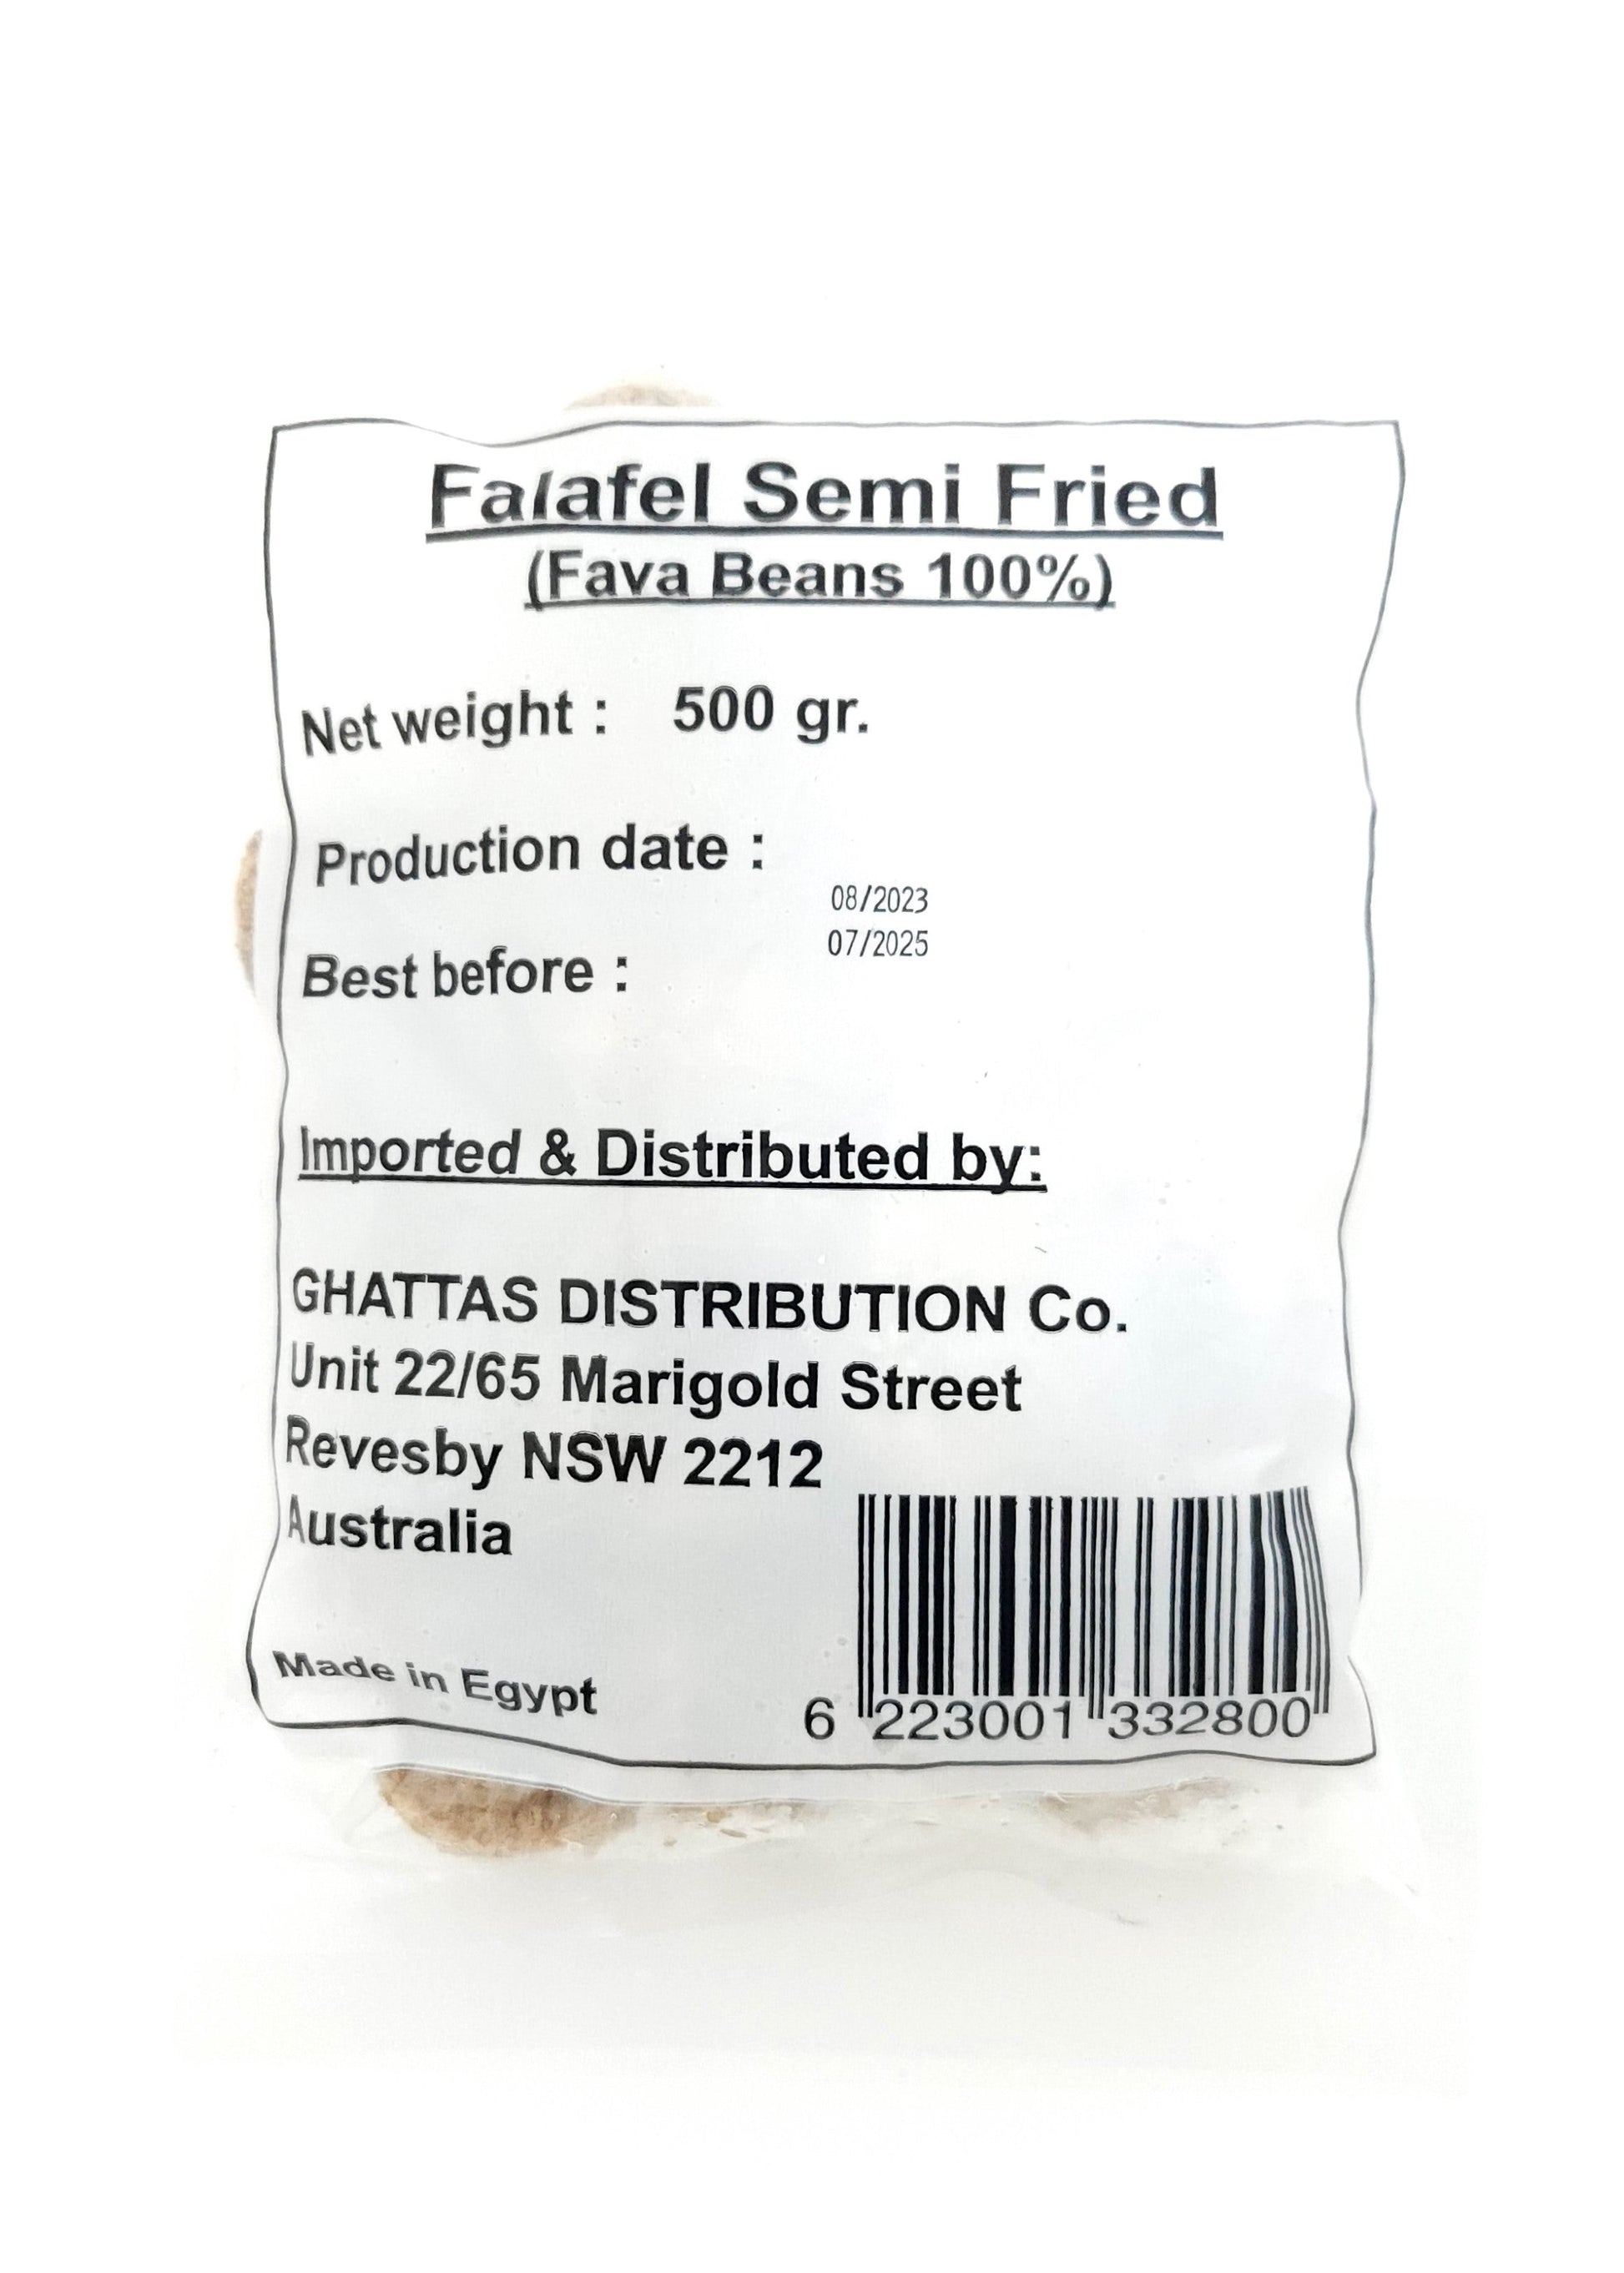 Falafel Semi Fried
(Fava Beans 100%)
Net weight : 500 gr.
Production date :
08/2023
07/2025
Best before :
Imported & Distributed by:
GHATTAS DISTRIBUTION Co.
Unit 22/65 Marigold Street
Revesby NSW 2212
Australia
Made in Egypt
6 223001 332800